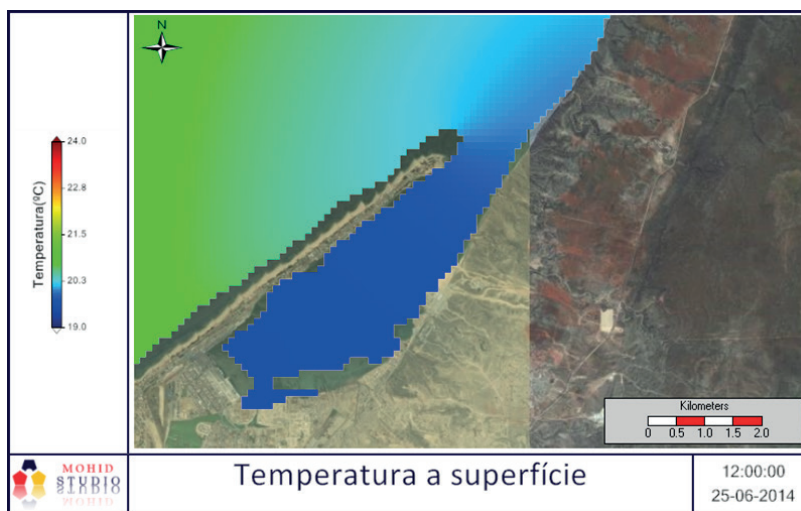 N
Temperatura(ºC)
24.0
22.8
21.5
20.3
19.0
Kilometers
0 0.5 1.0 1.5 2.0
MOHID
STUDIO
Temperatura a superfície
12:00:00
25-06-2014